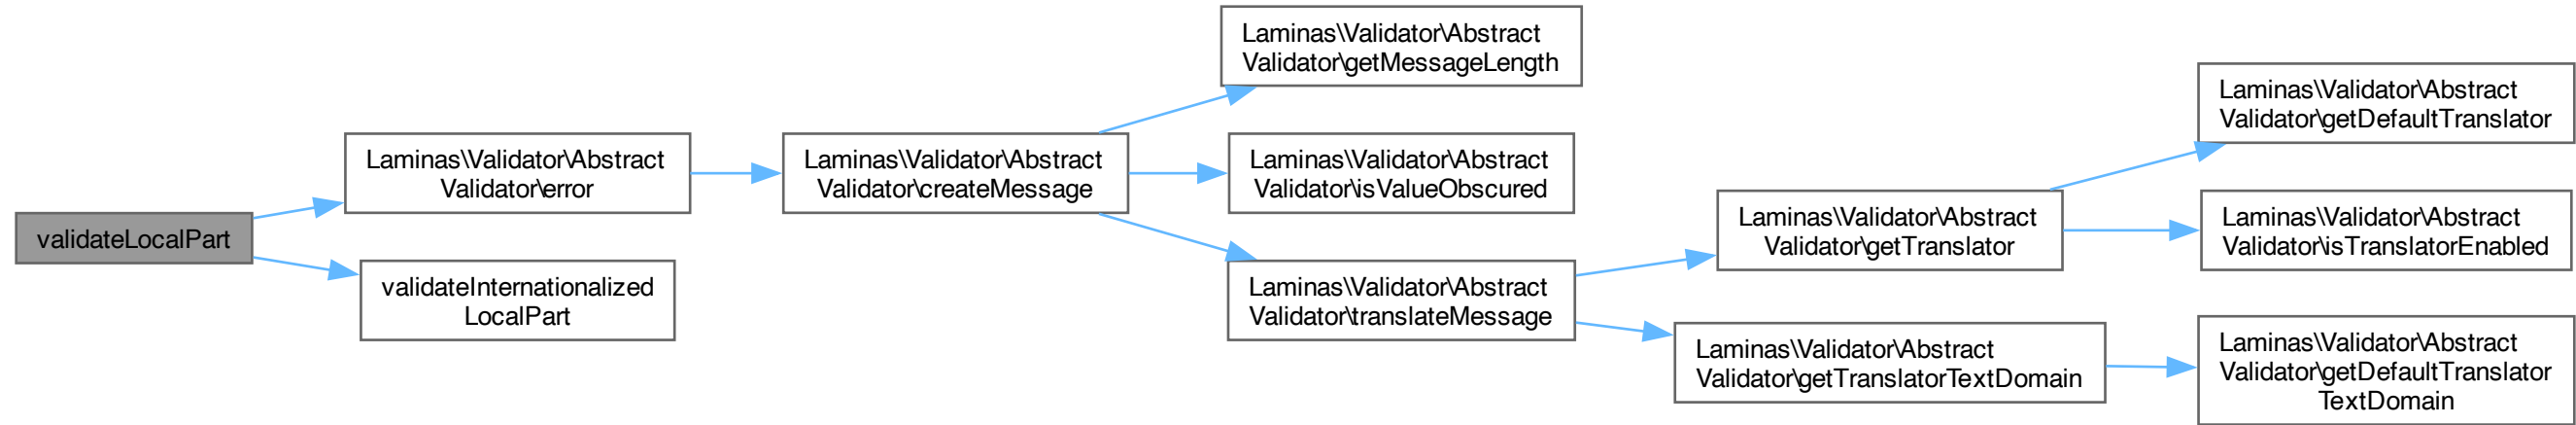 validateLocalPart
Laminas\Validator\Abstract
Validator\error
validateInternationalized
LocalPart
Laminas\Validator\Abstract
Validator\createMessage
Laminas\Validator\Abstract
Validator\getMessageLength
Laminas\Validator\Abstract
Validator\isValueObscured
Laminas\Validator\Abstract
Validator\translateMessage
Laminas\Validator\Abstract
Validator\getTranslator
Laminas\Validator\Abstract
Validator\getTranslatorTextDomain
Laminas\Validator\Abstract
Validator\getDefaultTranslator
Laminas\Validator\Abstract
Validator\isTranslatorEnabled
Laminas\Validator\Abstract
Validator\getDefaultTranslator
TextDomain